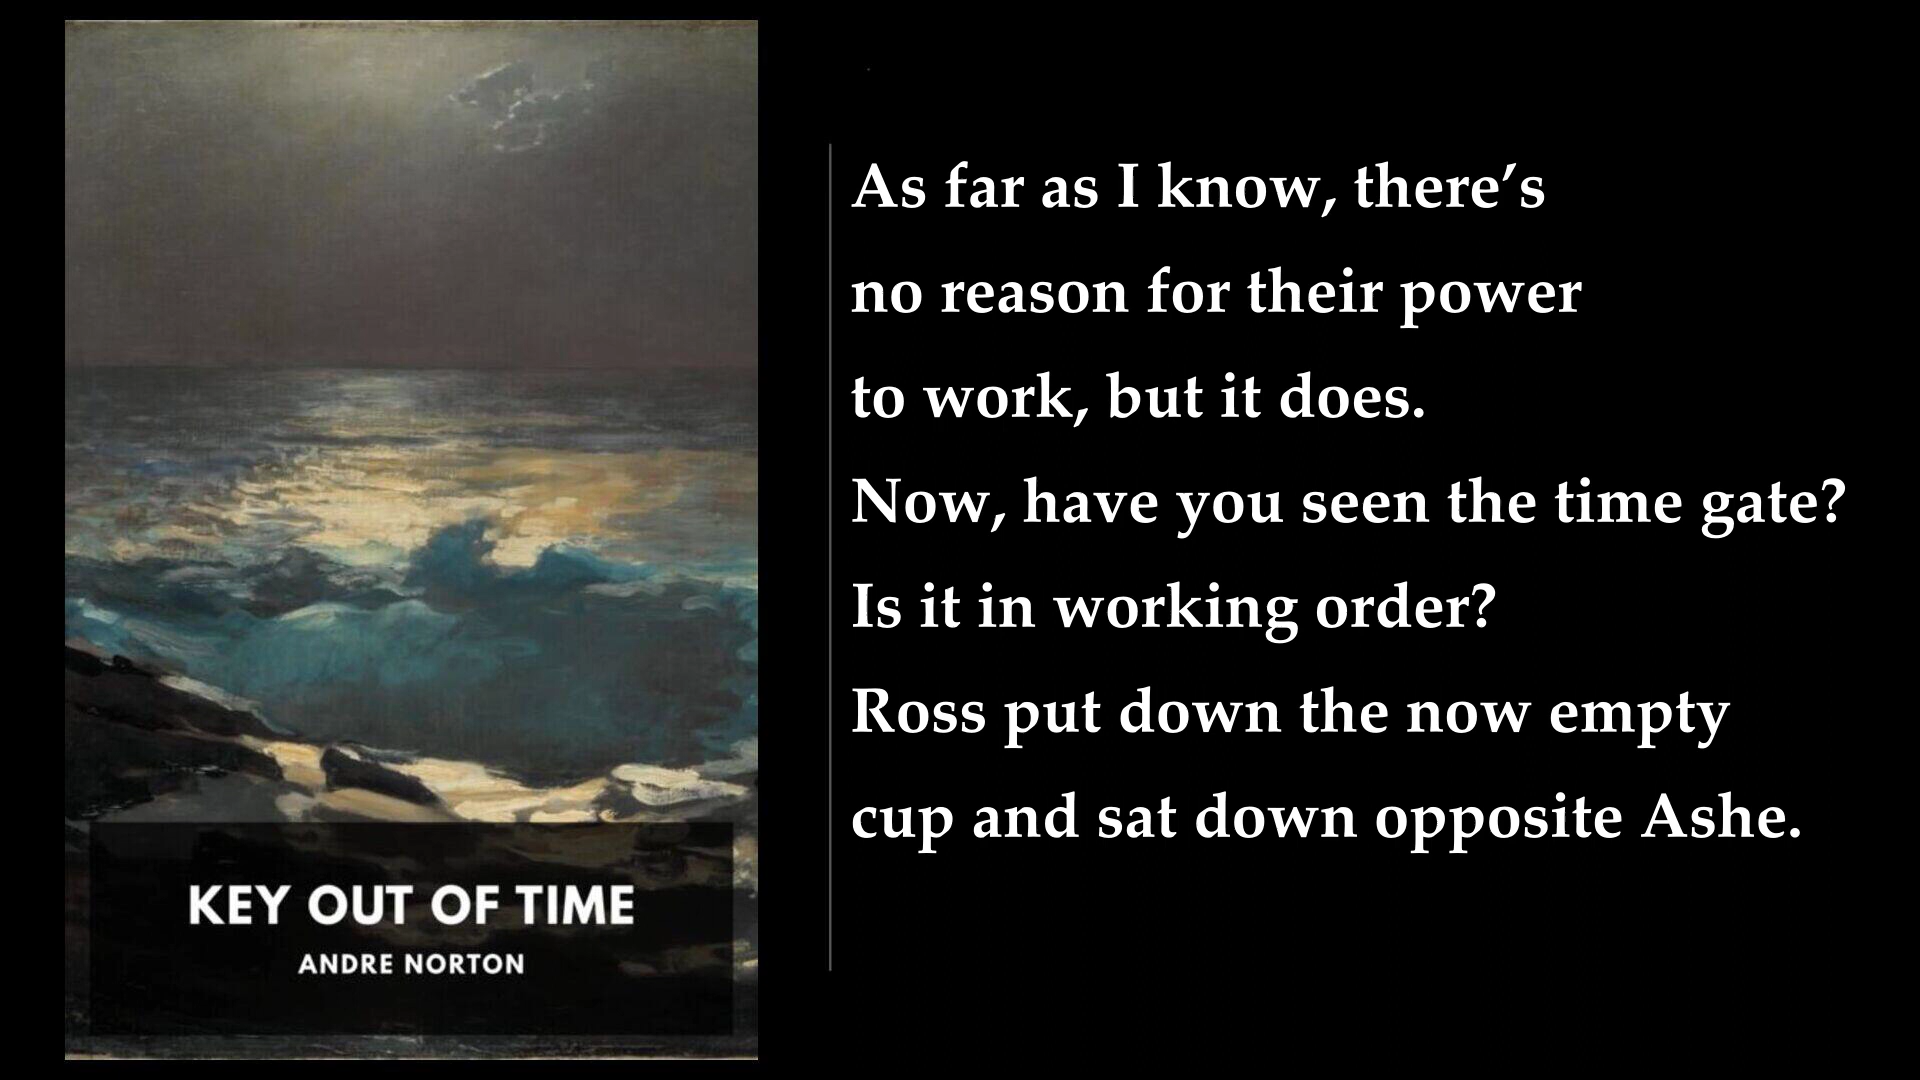 KEY OUT OF TIME
ANDRE NORTON
As far as I know, there’s
no reason for their power
to work, but it does.
Now, have you seen the time gate?
Is it in working order?
Ross put down the now empty
cup and sat down opposite Ashe.